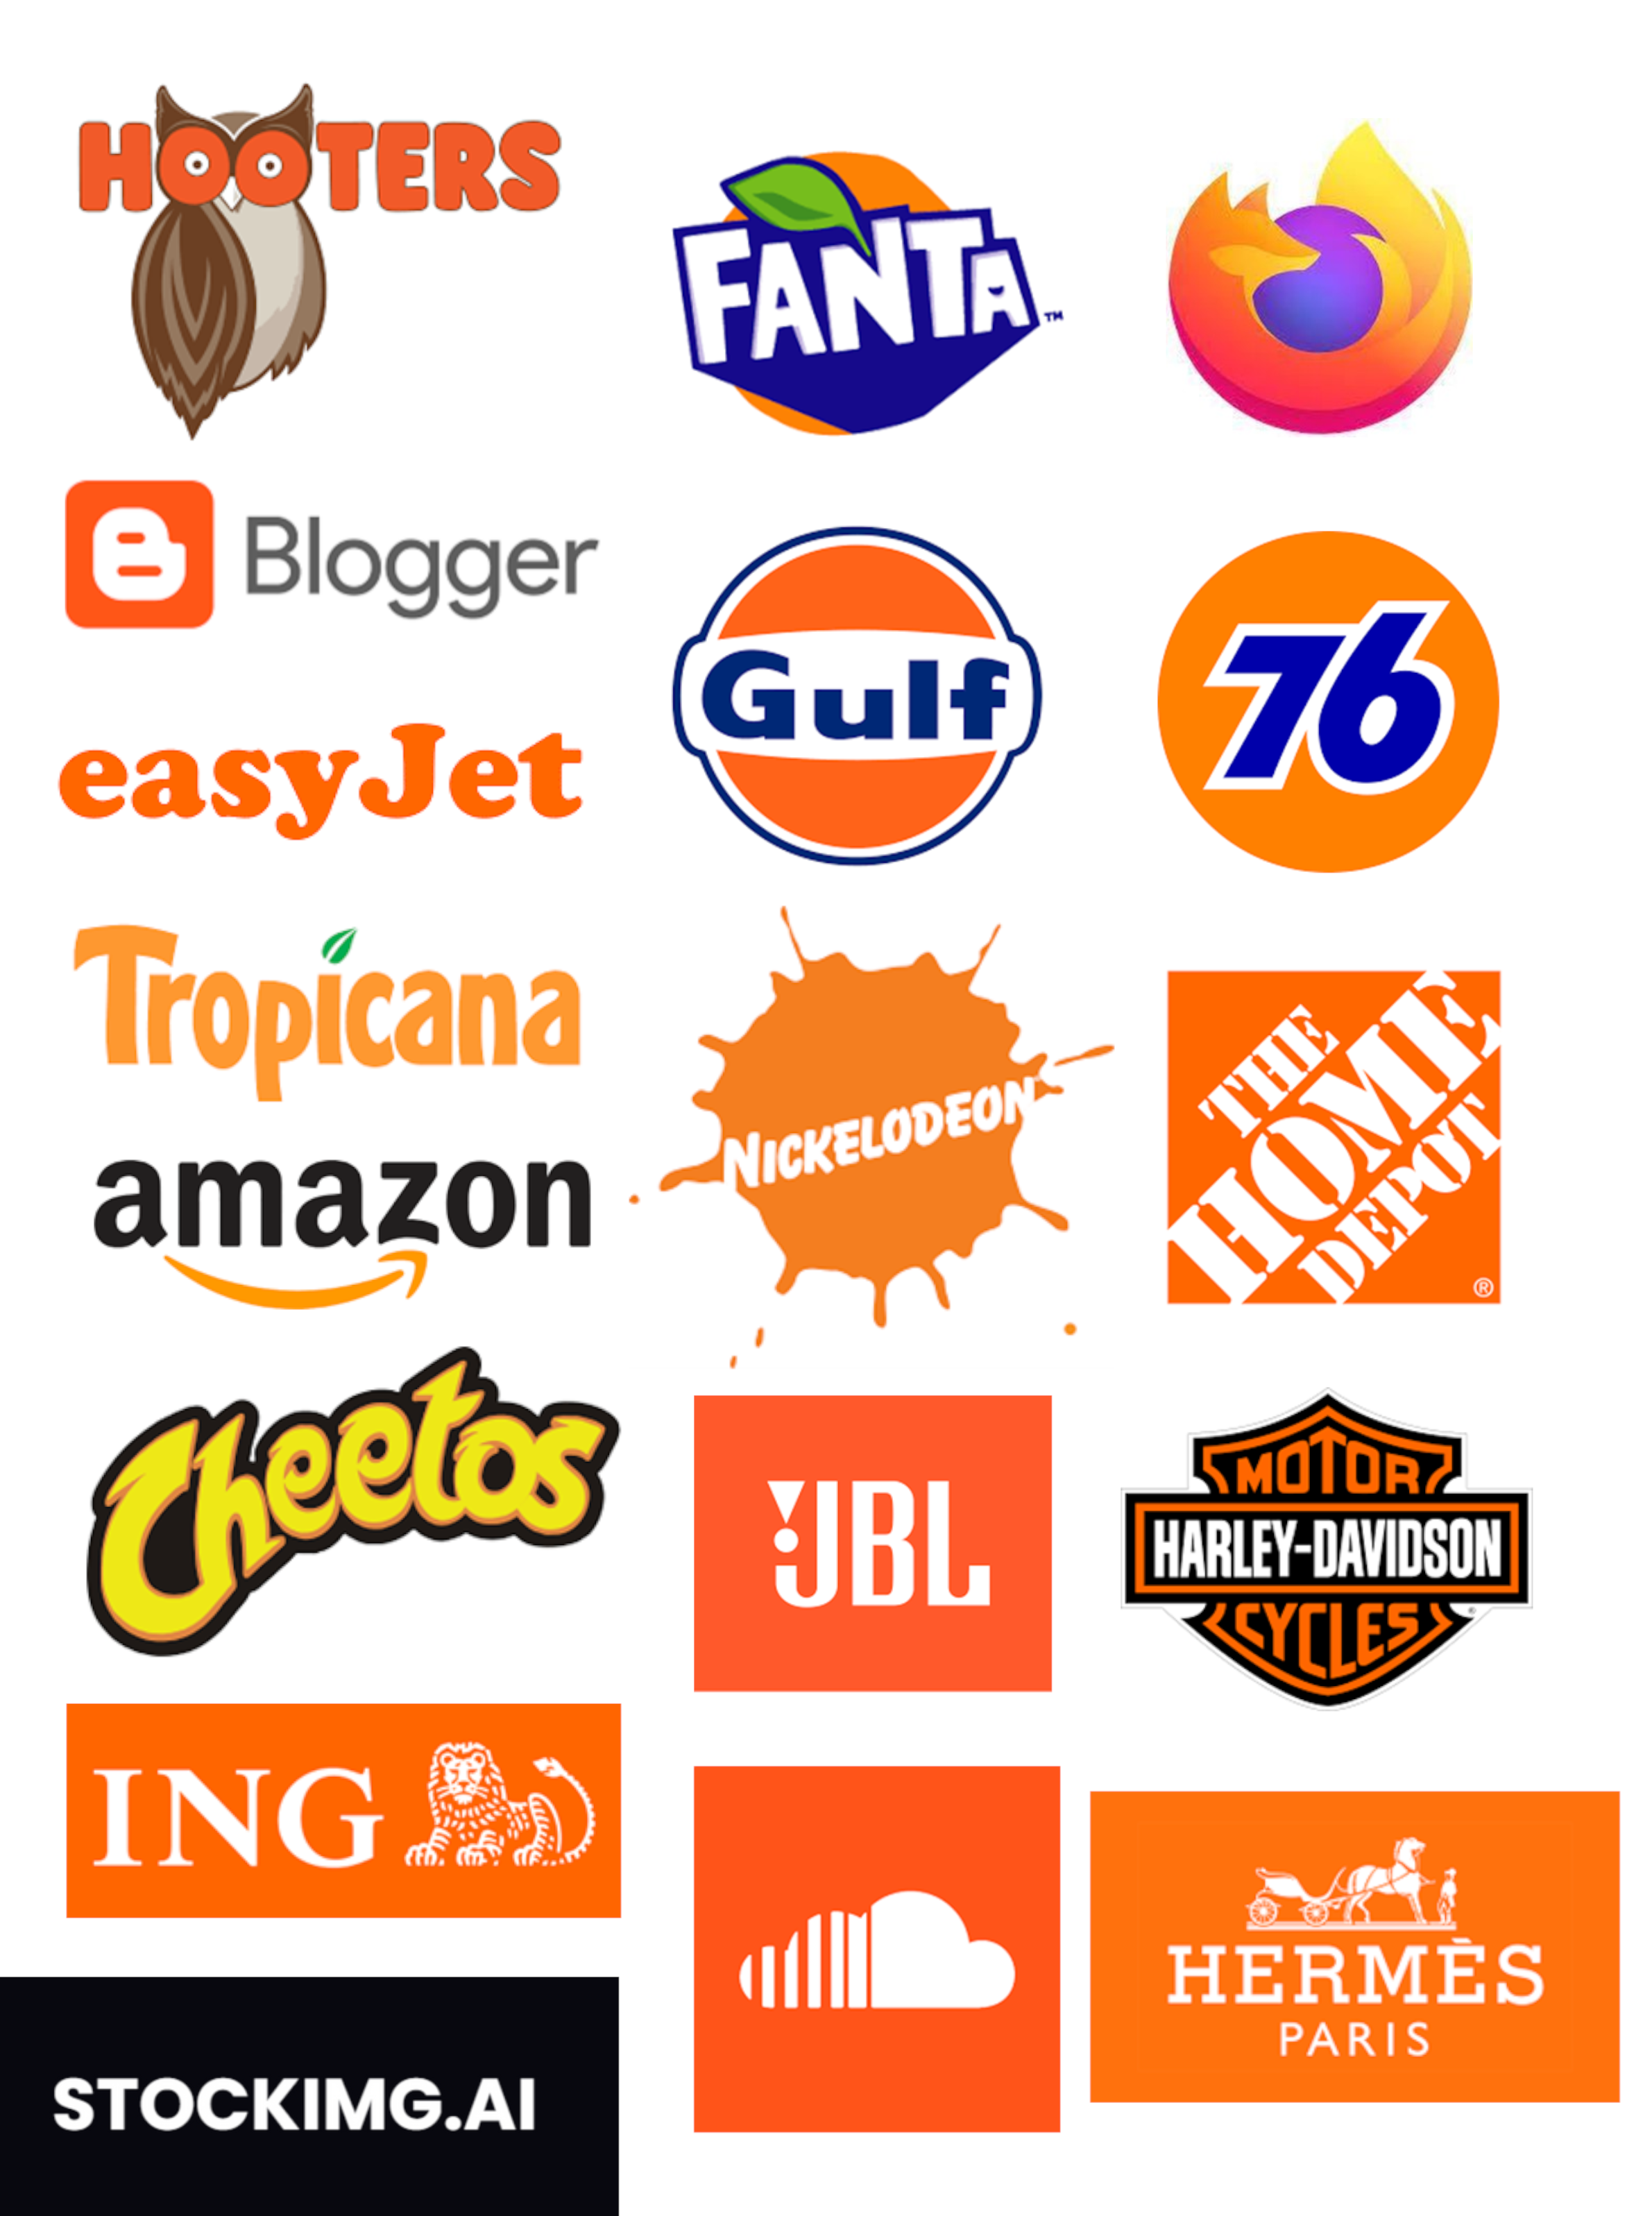 HOOTERS
FANTA™
Blogger
Gulf
76
easyJet
Tropicana
NICKELODEON
THE
HOME
DEPOT
®
amazon
Cheetos
JBL
MOTOR
HARLEY-DAVIDSON
CYCLES
®
ING
HERMÈS
PARIS
STOCKIMG.AI